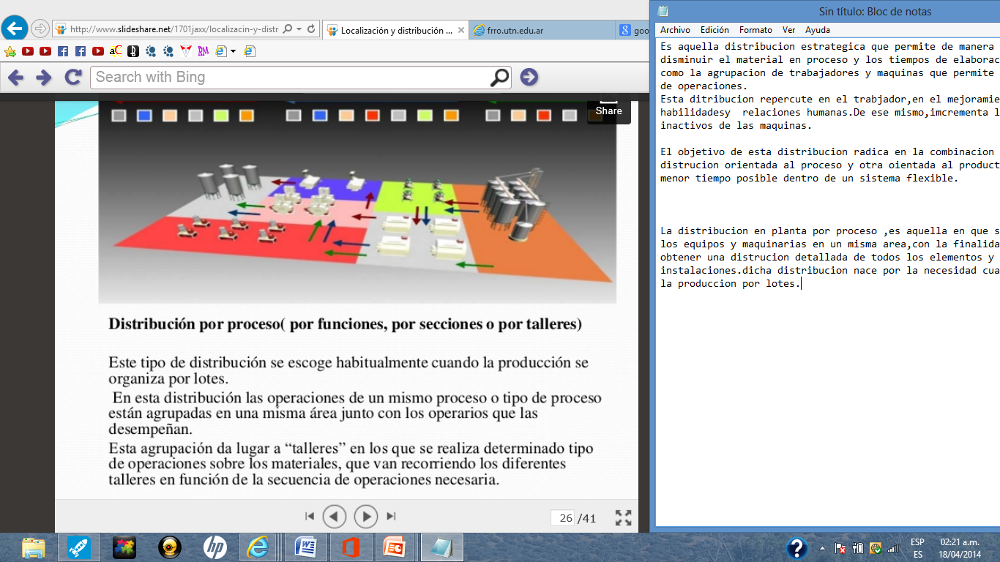 Sin título: Bloc de notas
http://www.slideshare.net/1701jaxx/localizacin-y-distr
Localización y distribución ...
frro.utn.edu.ar
goo
Archivo Edición Formato Ver Ayuda
Search with Bing
Share
Distribución por proceso( por funciones, por secciones o por talleres)
Este tipo de distribución se escoge habitualmente cuando la producción se
organiza por lotes.
En esta distribución las operaciones de un mismo proceso o tipo de proceso
están agrupadas en una misma área junto con los operarios que las
desempeñan.
Esta agrupación da lugar a “talleres” en los que se realiza determinado tipo
de operaciones sobre los materiales, que van recorriendo los diferentes
talleres en función de la secuencia de operaciones necesaria.
26 /41
Es aquella distribucion estrategica que permite de manera
disminuir el material en proceso y los tiempos de elaborac
como la agrupacion de trabajadores y maquinas que permite
de operaciones.
Esta ditribucion repercute en el trabjador,en el mejoramie
habilidadesy relaciones humanas.De ese mismo,imcrementa l
inactivos de las maquinas.
El objetivo de esta distribucion radica en la combinacion
distrucion orientada al proceso y otra oientada al product
menor tiempo posible dentro de un sistema flexible.
La distribucion en planta por proceso ,es aquella en que s
los equipos y maquinarias en un misma area,con la finalida
obtener una distrucion detallada de todos los elementos y
instalaciones.dicha distribucion nace por la necesidad cua
la produccion por lotes.
ESP
ES
02:21 a.m.
18/04/2014